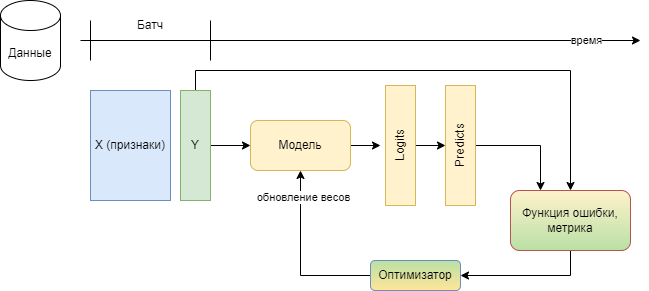 Батч
время
Данные
X (признаки)
Y
Модель
Logits
Predicts
обновление весов
Функция ошибки,
метрика
Оптимизатор